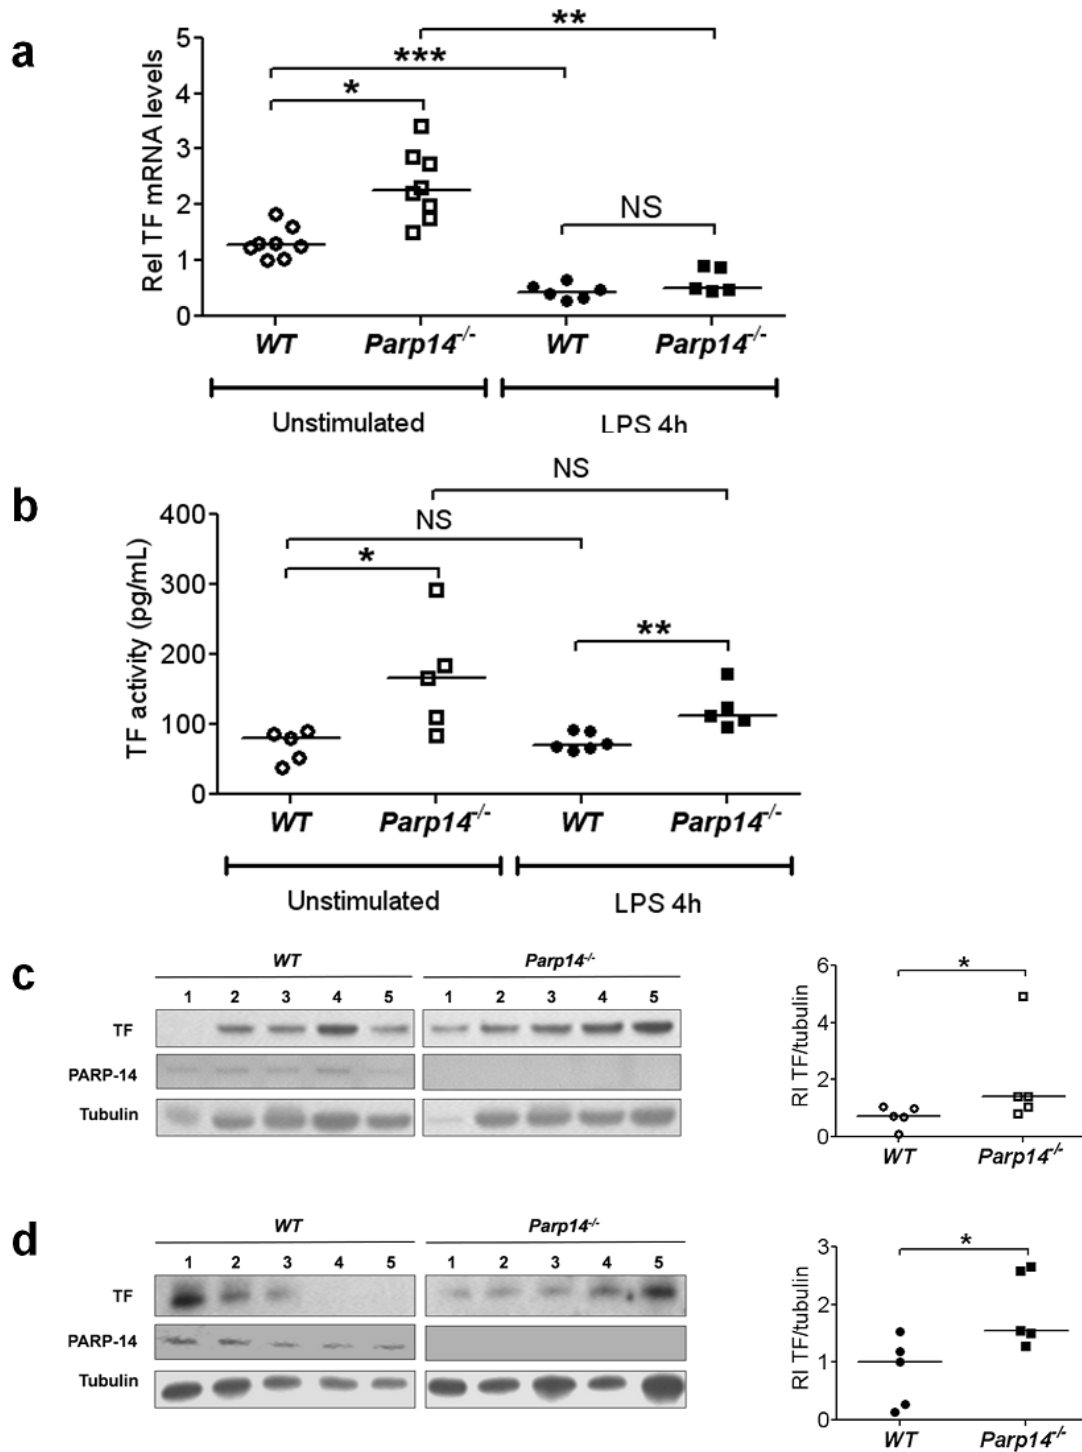 a
**
***
*
NS
Rel TF mRNA levels
5
4
3
2
1
0
WT Parp14-/- WT Parp14-/-
Unstimulated LPS 4h
b
NS
NS
*
**
TF activity (pg/mL)
400
300
200
100
0
WT Parp14-/- WT Parp14-/-
Unstimulated LPS 4h
c
WT Parp14-/-
1 2 3 4 5 1 2 3 4 5
TF
PARP-14
Tubulin
*
RI TF/tubulin
6
4
2
0
WT Parp14-/-
d
WT Parp14-/-
1 2 3 4 5 1 2 3 4 5
TF
PARP-14
Tubulin
*
RI TF/tubulin
3
2
1
0
WT Parp14-/-